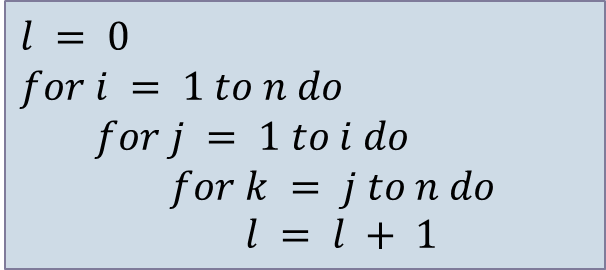 l = 0
for i = 1 to n do
for j = 1 to i do
for k = j to n do
l = l + 1